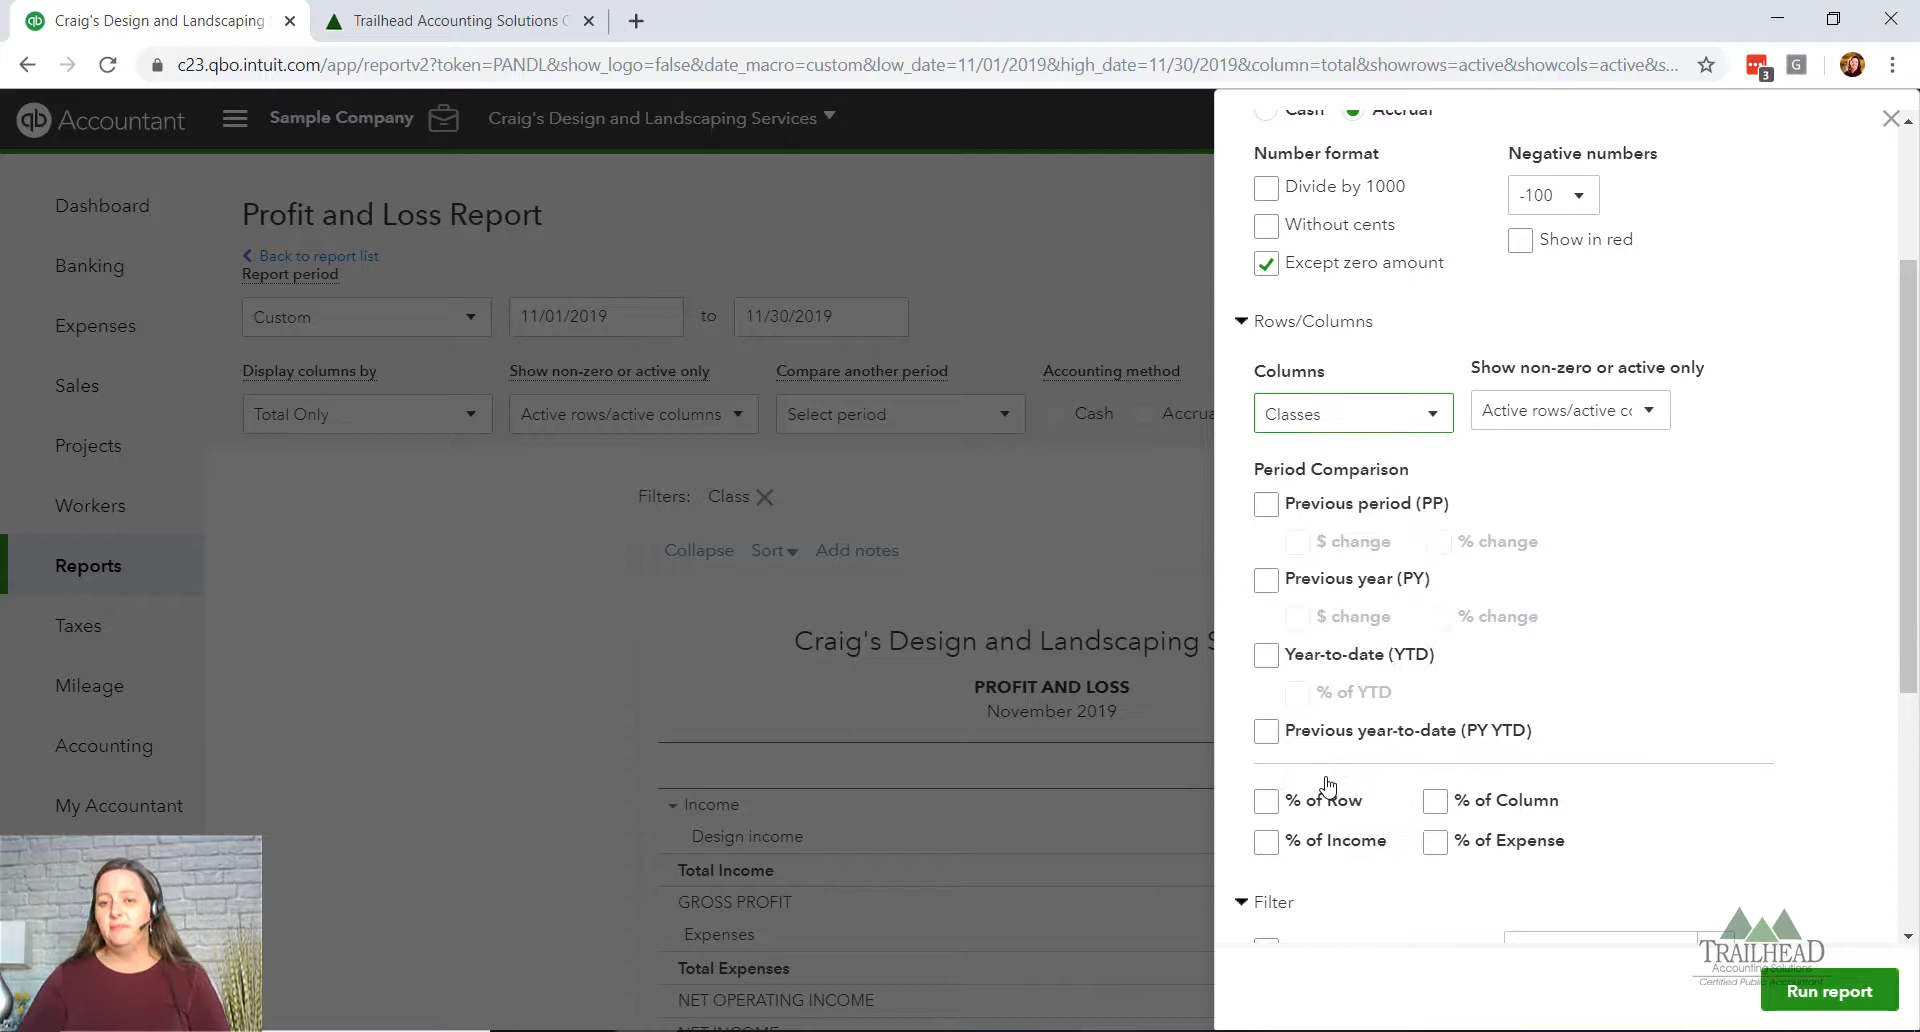 Craig's Design and Landscaping
Trailhead Accounting Solutions C
c23.qbo.intuit.com/app/reportv2?token=PANDL&show_logo=false&date_macro=custom&low_date=11/01/2019&high_date=11/30/2019&column=total&showrows=active&showcols=active&s...
3
G
qb Accountant
Sample Company
Craig's Design and Landscaping Services
Dashboard
Banking
Expenses
Sales
Projects
Workers
Reports
Taxes
Mileage
Accounting
My Accountant
Profit and Loss Report
Back to report list
Report period
Custom
11/01/2019
to
11/30/2019
Display columns by
Show non-zero or active only
Compare another period
Accounting method
Total Only
Active rows/active columns
Select period
Cash
Accrua
Filters: Class
Collapse Sort Add notes
Craig's Design and Landscaping S
PROFIT AND LOSS
November 2019
Income
Design income
Total Income
GROSS PROFIT
Expenses
Total Expenses
NET OPERATING INCOME
NET INCOME
Cash Accrual
Number format
Negative numbers
Divide by 1000
-100
Without cents
Show in red
Except zero amount
Rows/Columns
Columns
Show non-zero or active only
Classes
Active rows/active cc
Period Comparison
Previous period (PP)
$ change % change
Previous year (PY)
$ change % change
Year-to-date (YTD)
% of YTD
Previous year-to-date (PY YTD)
% of Row % of Column
% of Income % of Expense
Filter
TRAILHEAD
Accounting Solutions
Certified Public Accountant
Run report